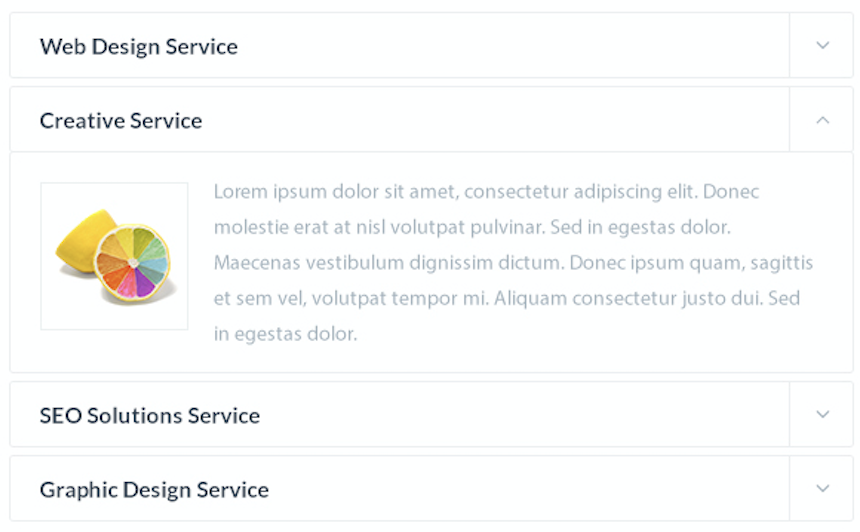 Web Design Service
Creative Service
Lorem ipsum dolor sit amet, consectetur adipiscing elit. Donec
molestie erat at nisl volutpat pulvinar. Sed in egestas dolor.
Maecenas vestibulum dignissim dictum. Donec ipsum quam, sagittis
et sem vel, volutpat tempor mi. Aliquam consectetur justo dui. Sed
in egestas dolor.
SEO Solutions Service
Graphic Design Service